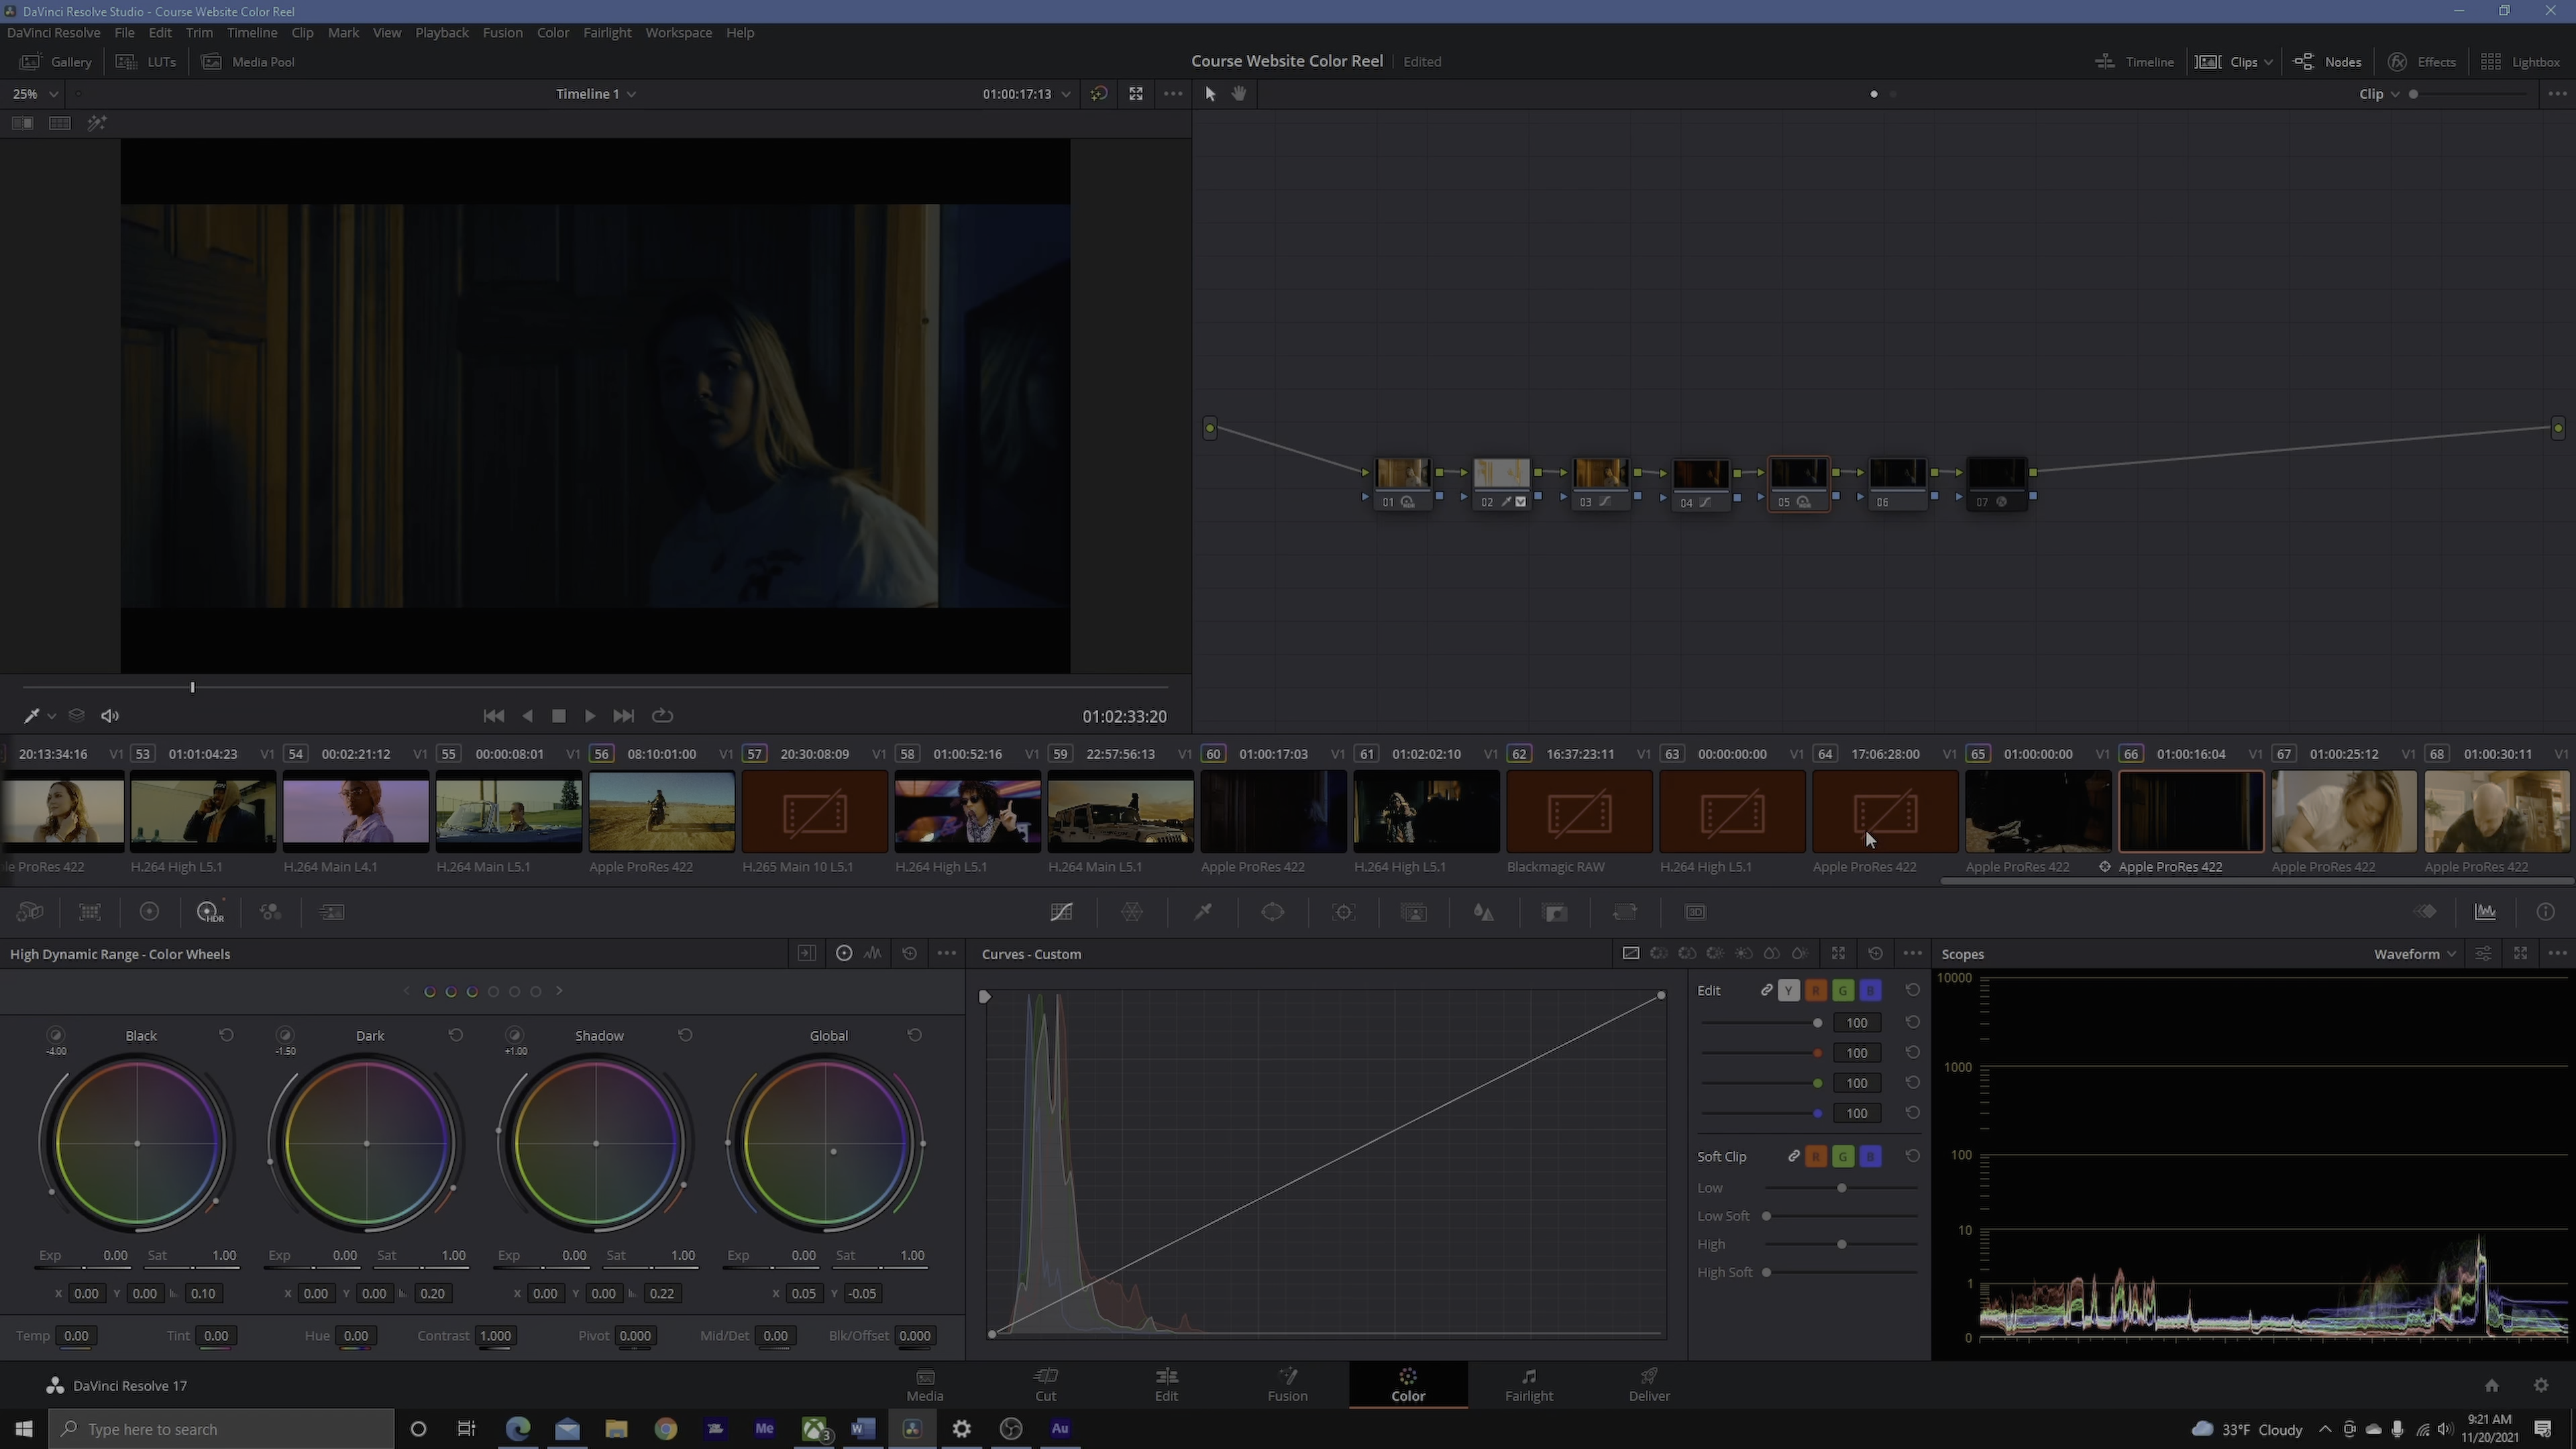 DaVinci Resolve Studio - Course Website Color Reel
DaVinci Resolve File Edit Trim Timeline Clip Mark View Playback Fusion Color Fairlight Workspace Help
Gallery LUTs Media Pool Course Website Color Reel Edited Timeline Clips Nodes Effects Lightbox
25% Timeline 1 01:00:17:13 Clip
01 02 03 04 05 06 07
01:02:33:20
20:13:34:16 V1 53 01:01:04:23 V1 54 00:02:21:12 V1 55 00:00:08:01 V1 56 08:10:01:00 V1 57 20:30:08:09 V1 58 01:00:52:16 V1 59 22:57:56:13 V1 60 01:00:17:03 V1 61 01:02:02:10 V1 62 16:37:23:11 V1 63 00:00:00:00 V1 64 17:06:28:00 V1 65 01:00:00:00 V1 66 01:00:16:04 V1 67 01:00:25:12 V1 68 01:00:30:11 V1
le ProRes 422 H.264 High L5.1 H.264 Main L4.1 H.264 Main L5.1 Apple ProRes 422 H.265 Main 10 L5.1 H.264 High L5.1 H.264 Main L5.1 Apple ProRes 422 H.264 High L5.1 Blackmagic RAW H.264 High L5.1 Apple ProRes 422 Apple ProRes 422 Apple ProRes 422 Apple ProRes 422 Apple ProRes 422
HDR 3D
High Dynamic Range - Color Wheels Curves - Custom Scopes Waveform
Black Dark Shadow Global
-4.00 -1.50 +1.00
Exp 0.00 Sat 1.00 Exp 0.00 Sat 1.00 Exp 0.00 Sat 1.00 Exp 0.00 Sat 1.00
X 0.00 Y 0.00 0.10 X 0.00 Y 0.00 0.20 X 0.00 Y 0.00 0.22 X 0.05 Y -0.05
Temp 0.00 Tint 0.00 Hue 0.00 Contrast 1.000 Pivot 0.000 Mid/Det 0.00 Blk/Offset 0.000
Edit Y R G B
100
100
100
100
Soft Clip R G B
Low
Low Soft
High
High Soft
10000
1000
100
10
1
0
DaVinci Resolve 17 Media Cut Edit Fusion Color Fairlight Deliver
Type here to search Me 3 W Au 33°F Cloudy 9:21 AM
11/20/2021